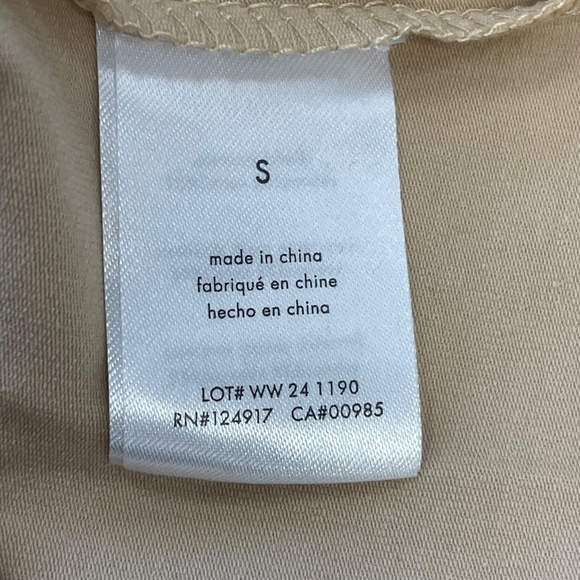 S
made in china
fabriqué en chine
hecho en china
LOT# WW 24 1190
RN#124917 CA#00985